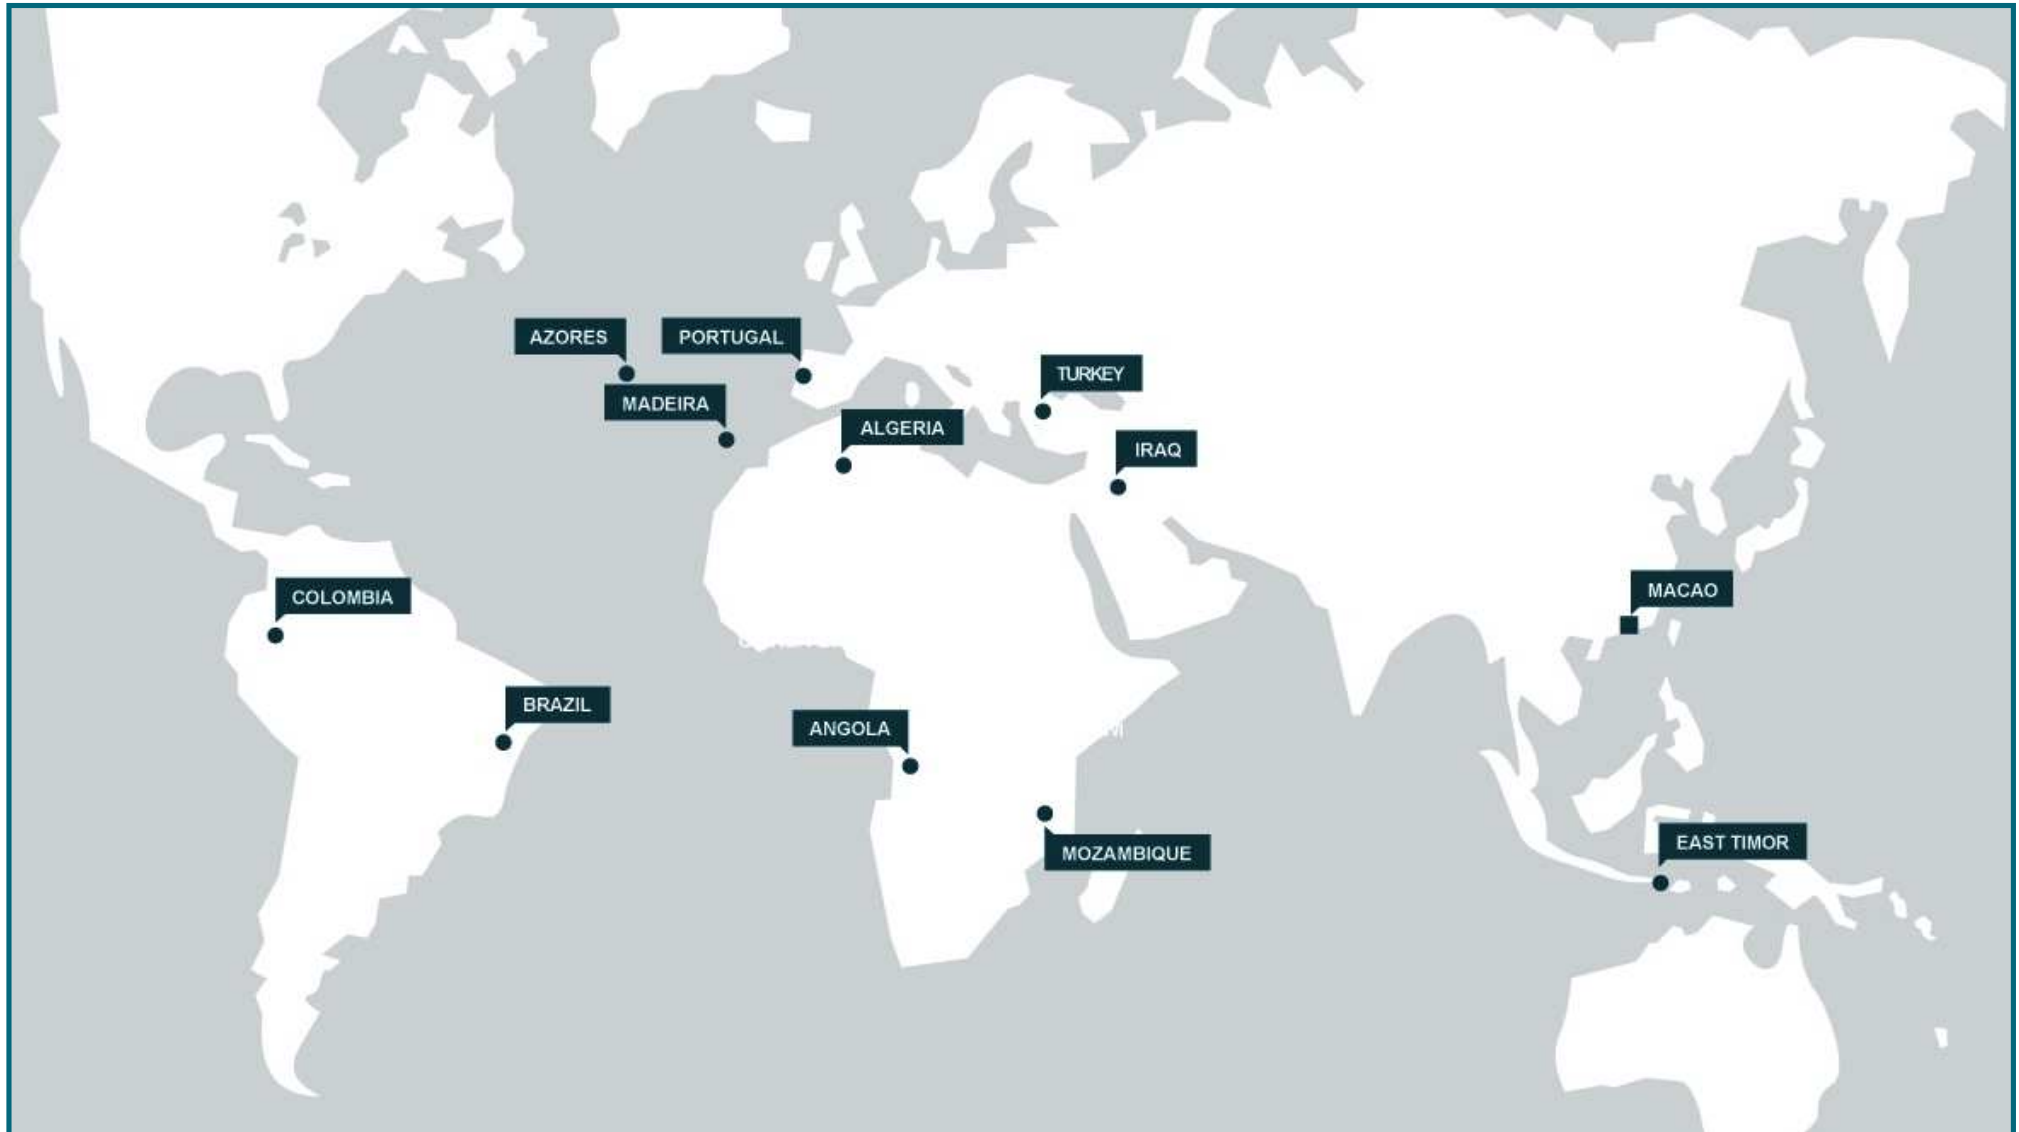 AZORES
PORTUGAL
TURKEY
MADEIRA
ALGERIA
IRAQ
COLOMBIA
MACAO
BRAZIL
ANGOLA
MOZAMBIQUE
EAST TIMOR